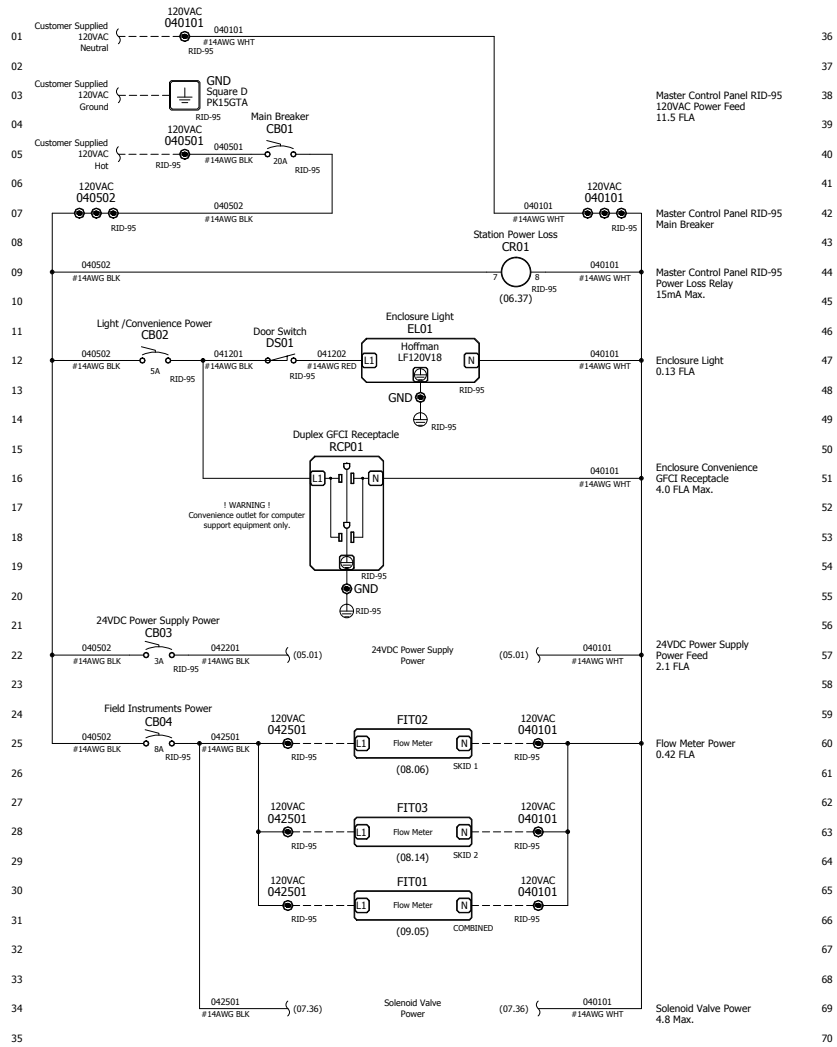 01
Customer Supplied
120VAC
Neutral
120VAC
040101
RID-95
040101
#14AWG WHT
36
02
37
03
Customer Supplied
120VAC
Ground
GND
Square D
PK15GTA
RID-95
Master Control Panel RID-95
120VAC Power Feed
11.5 FLA
38
04
39
05
Customer Supplied
120VAC
Hot
120VAC
040501
RID-95
040501
#14AWG BLK
Main Breaker
CB01
20A
RID-95
40
06
41
07
120VAC
040502
RID-95
040502
#14AWG BLK
040101
#14AWG WHT
120VAC
040101
RID-95
Master Control Panel RID-95
Main Breaker
42
08
43
09
040502
#14AWG BLK
Station Power Loss
CR01
7
8
RID-95
(06.37)
040101
#14AWG WHT
Master Control Panel RID-95
Power Loss Relay
15mA Max.
44
10
45
11
46
12
040502
#14AWG BLK
Light /Convenience Power
CB02
5A
RID-95
041201
#14AWG BLK
Door Switch
DS01
RID-95
041202
#14AWG RED
Enclosure Light
EL01
L1
Hoffman
LF120V18
N
RID-95
GND
RID-95
040101
#14AWG WHT
Enclosure Light
0.13 FLA
47
13
48
14
49
15
50
16
Duplex GFCI Receptacle
RCP01
L1
N
RID-95
GND
RID-95
040101
#14AWG WHT
Enclosure Convenience
GFCI Receptacle
4.0 FLA Max.
51
17
! WARNING !
Convenience outlet for computer
support equipment only.
52
18
53
19
54
20
55
21
56
22
040502
#14AWG BLK
24VDC Power Supply Power
CB03
3A
RID-95
042201
#14AWG BLK
(05.01)
24VDC Power Supply
Power
(05.01)
040101
#14AWG WHT
24VDC Power Supply
Power Feed
2.1 FLA
57
23
58
24
59
25
040502
#14AWG BLK
Field Instruments Power
CB04
8A
RID-95
042501
#14AWG BLK
120VAC
042501
RID-95
FIT02
L1
Flow Meter
N
SKID 1
(08.06)
120VAC
040101
RID-95
Flow Meter Power
0.42 FLA
60
26
61
27
62
28
120VAC
042501
RID-95
FIT03
L1
Flow Meter
N
SKID 2
(08.14)
120VAC
040101
RID-95
63
29
64
30
65
120VAC
042501
RID-95
FIT01
L1
Flow Meter
N
COMBINED
(09.05)
120VAC
040101
RID-95
31
66
32
67
33
68
34
042501
#14AWG BLK
(07.36)
Solenoid Valve
Power
(07.36)
040101
#14AWG WHT
Solenoid Valve Power
4.8 Max.
69
35
70